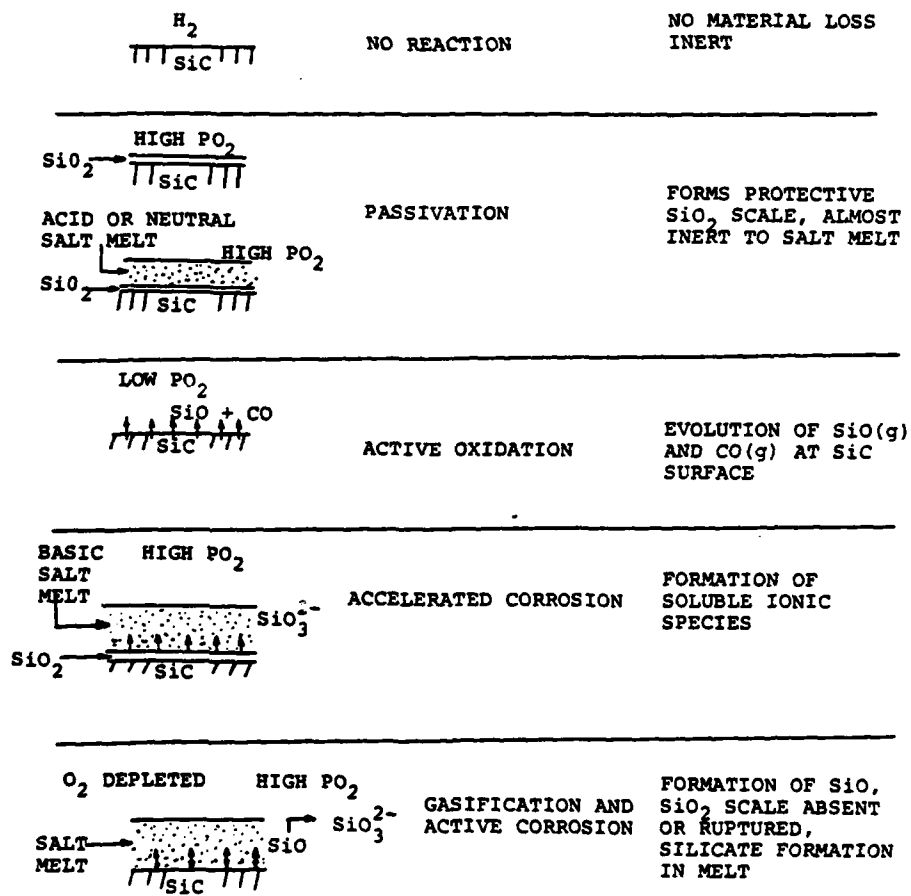 H2
SiC
NO REACTION
NO MATERIAL LOSS
INERT
HIGH PO2
SiO2
SiC
ACID OR NEUTRAL
SALT MELT
HIGH PO2
SiO2
SiC
PASSIVATION
FORMS PROTECTIVE
SiO2 SCALE, ALMOST
INERT TO SALT MELT
LOW PO2
SiO + CO
SiC
ACTIVE OXIDATION
EVOLUTION OF SiO(g)
AND CO(g) AT SiC
SURFACE
BASIC
SALT
MELT
HIGH PO2
SiO3^2-
SiO2
SiC
ACCELERATED CORROSION
FORMATION OF
SOLUBLE IONIC
SPECIES
O2 DEPLETED
HIGH PO2
SALT
MELT
SiO
SiO3^2-
SiC
GASIFICATION AND
ACTIVE CORROSION
FORMATION OF SiO,
SiO2 SCALE ABSENT
OR RUPTURED,
SILICATE FORMATION
IN MELT